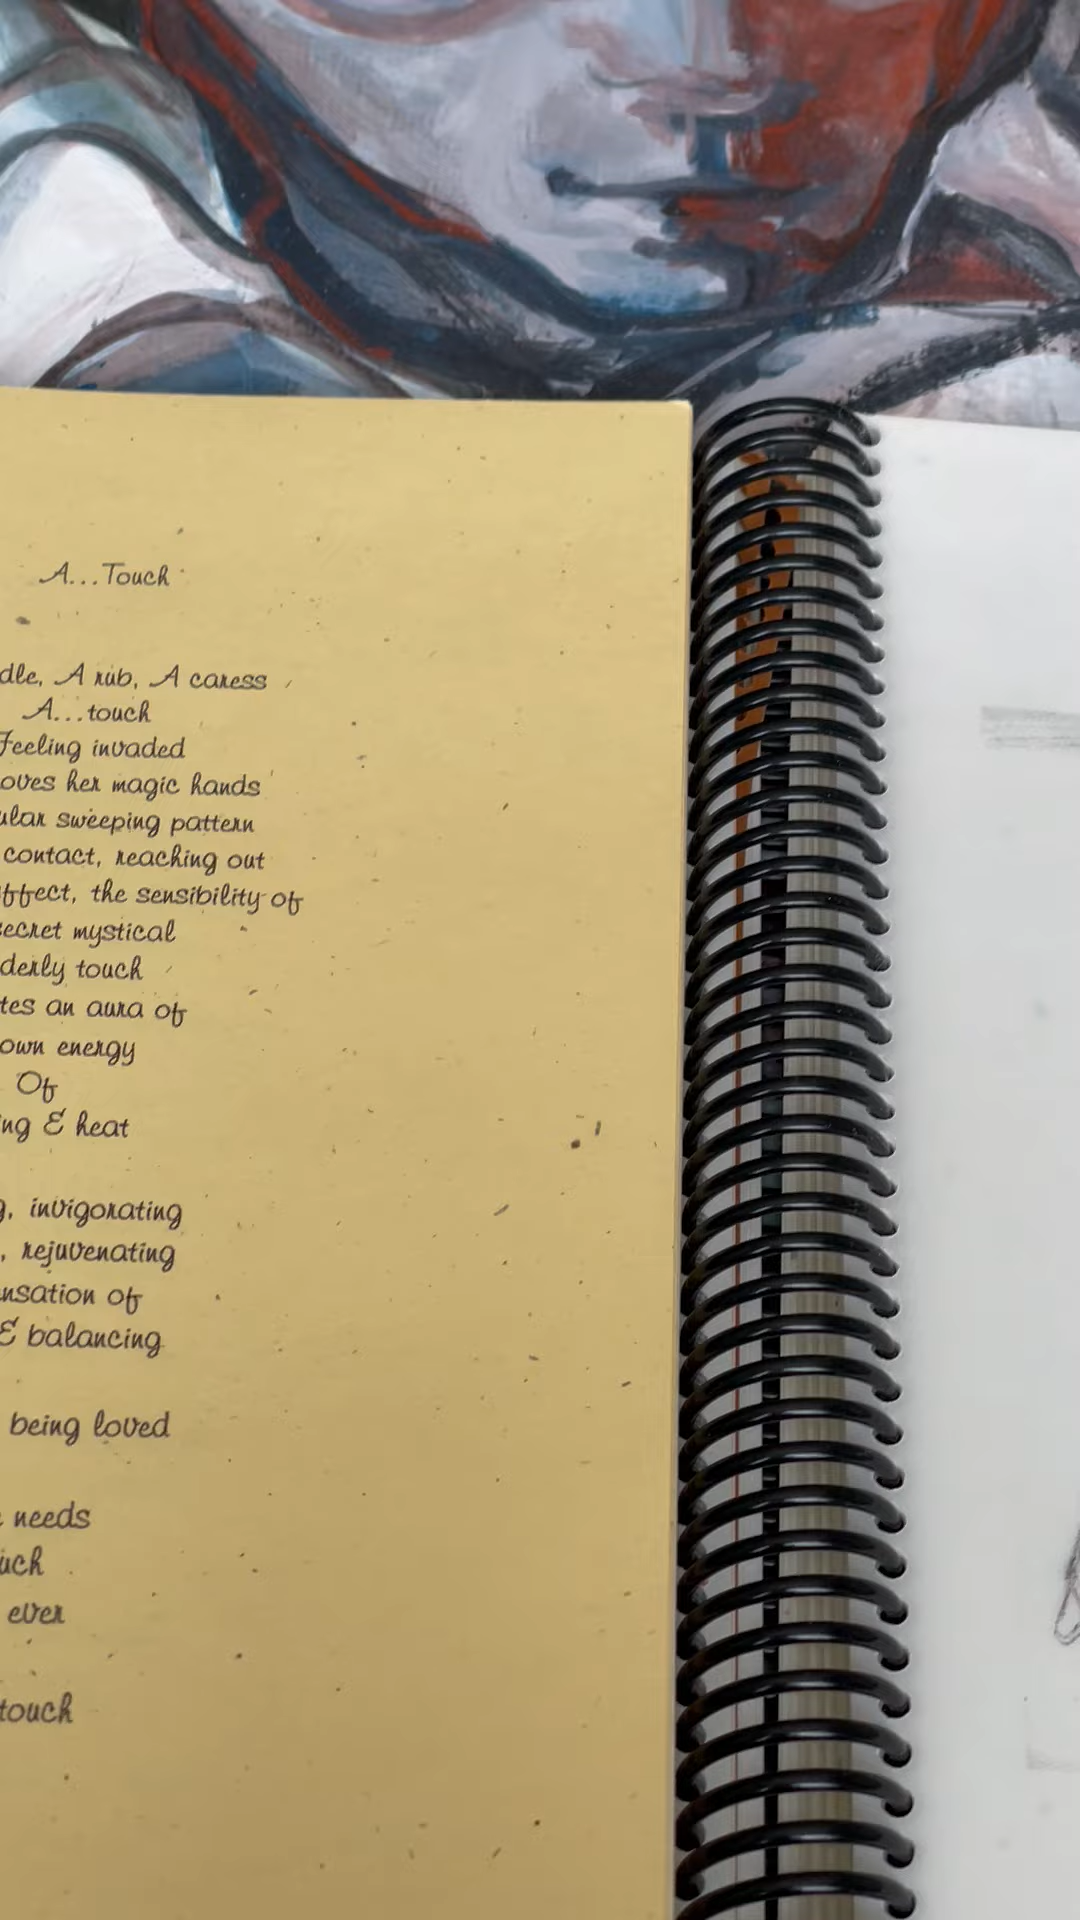 A...Touch
dle, A rub, A caress
A...touch
Feeling invaded
oves her magic hands
ular sweeping pattern
contact, reaching out
ffect, the sensibility of
ecret mystical
derly touch
tes an aura of
own energy
Of
ng & heat
g, invigorating
, rejuvenating
nsation of
& balancing
being loved
needs
uch
ever
touch